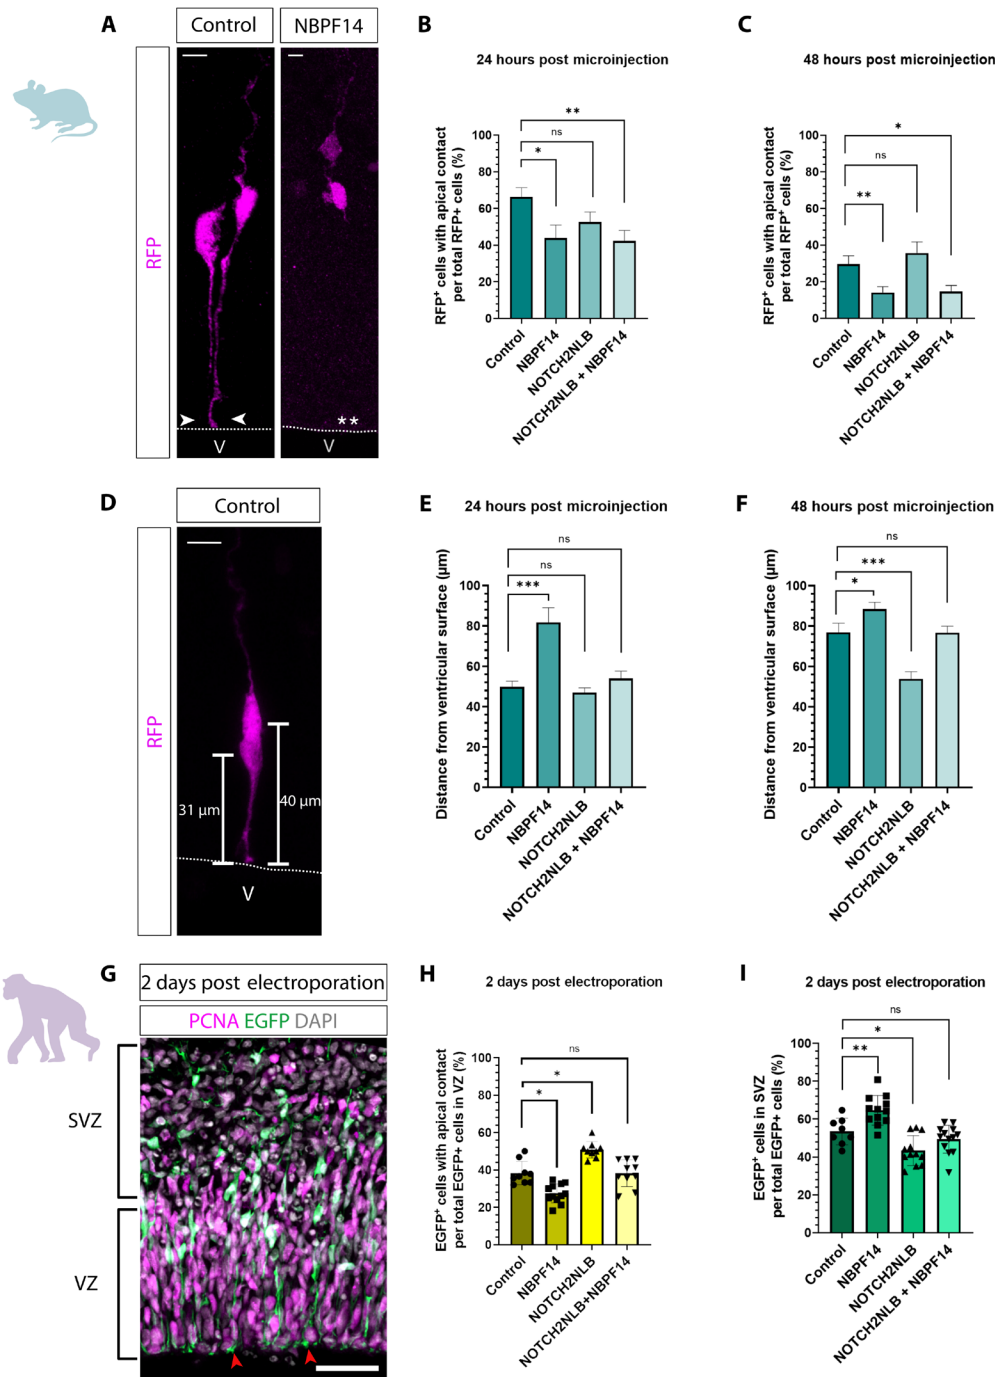 A
Control
NBPF14
RFP
V
**
V
B
24 hours post microinjection
RFP+ cells with apical contact
per total RFP+ cells (%)
100
80
60
40
20
0
**
ns
*
Control
NBPF14
NOTCH2NLB
NOTCH2NLB + NBPF14
C
48 hours post microinjection
RFP+ cells with apical contact
per total RFP+ cells (%)
100
80
60
40
20
0
*
ns
**
Control
NBPF14
NOTCH2NLB
NOTCH2NLB + NBPF14
D
Control
RFP
31 µm
40 µm
V
E
24 hours post microinjection
Distance from ventricular surface (µm)
100
80
60
40
20
0
ns
ns
***
Control
NBPF14
NOTCH2NLB
NOTCH2NLB + NBPF14
F
48 hours post microinjection
Distance from ventricular surface (µm)
100
80
60
40
20
0
ns
***
*
Control
NBPF14
NOTCH2NLB
NOTCH2NLB + NBPF14
G
2 days post electroporation
PCNA EGFP DAPI
SVZ
VZ
H
2 days post electroporation
EGFP+ cells with apical contact
per total EGFP+ cells in VZ (%)
100
80
60
40
20
0
ns
*
*
Control
NBPF14
NOTCH2NLB
NOTCH2NLB+NBPF14
I
2 days post electroporation
EGFP+ cells in SVZ
per total EGFP+ cells (%)
100
80
60
40
20
0
ns
*
**
Control
NBPF14
NOTCH2NLB
NOTCH2NLB + NBPF14